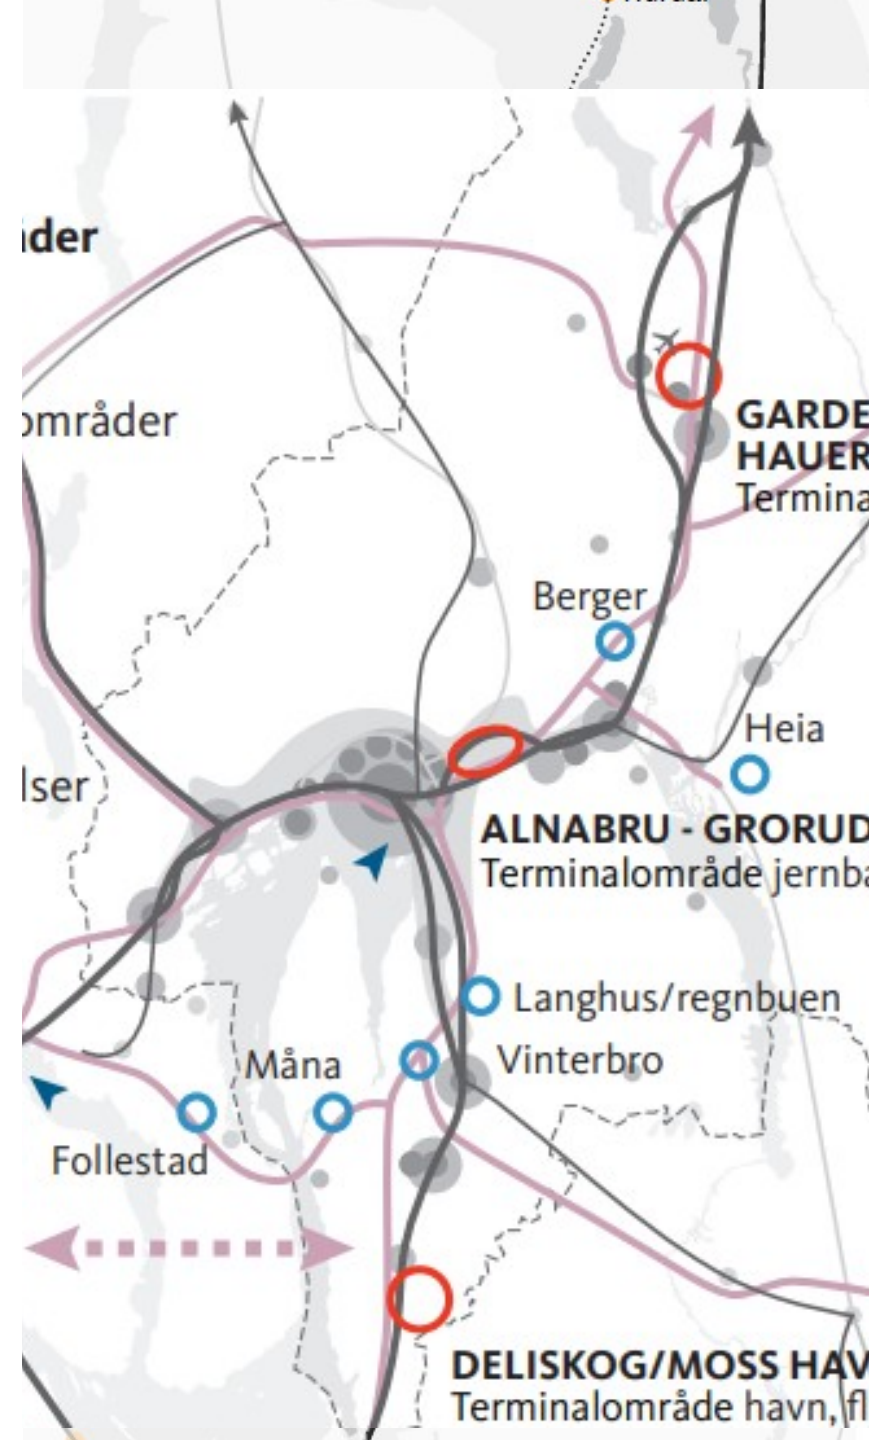 der
områder
GARDE
HAUER
Termina
Berger
Heia
lser
ALNABRU - GRORUD
Terminalområde jernba
Langhus/regnbuen
Måna
Vinterbro
Follestad
DELISKOG/MOSS HAV
Terminalområde havn, fl